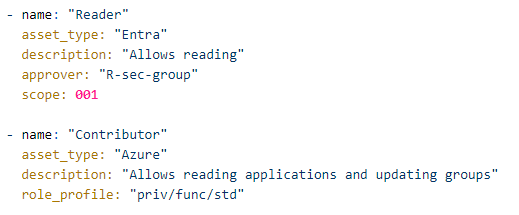 - name: "Reader"
  asset_type: "Entra"
  description: "Allows reading"
  approver: "R-sec-group"
  scope: 001

- name: "Contributor"
  asset_type: "Azure"
  description: "Allows reading applications and updating groups"
  role_profile: "priv/func/std"